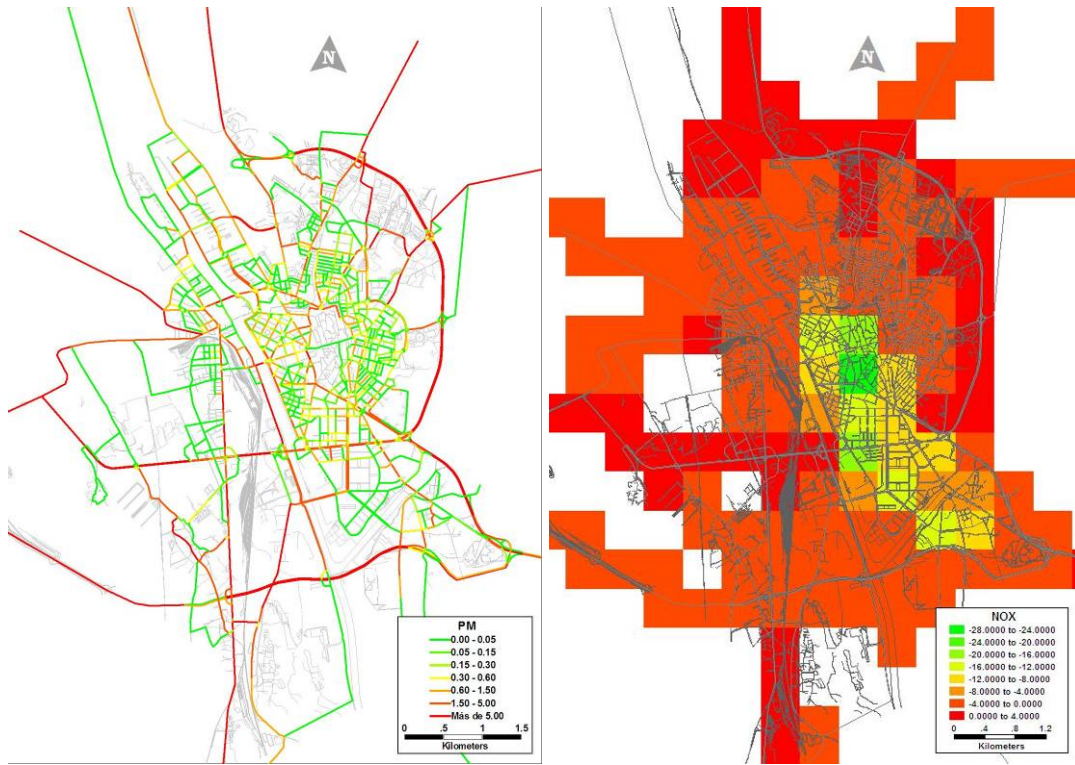 N
PM
0.00 - 0.05
0.05 - 0.15
0.15 - 0.30
0.30 - 0.60
0.60 - 1.50
1.50 - 5.00
Más de 5.00
0 .5 1 1.5
Kilometers
N
NOX
-28.0000 to -24.0000
-24.0000 to -20.0000
-20.0000 to -16.0000
-16.0000 to -12.0000
-12.0000 to -8.0000
-8.0000 to -4.0000
-4.0000 to 0.0000
0.0000 to 4.0000
0 .4 .8 1.2
Kilometers